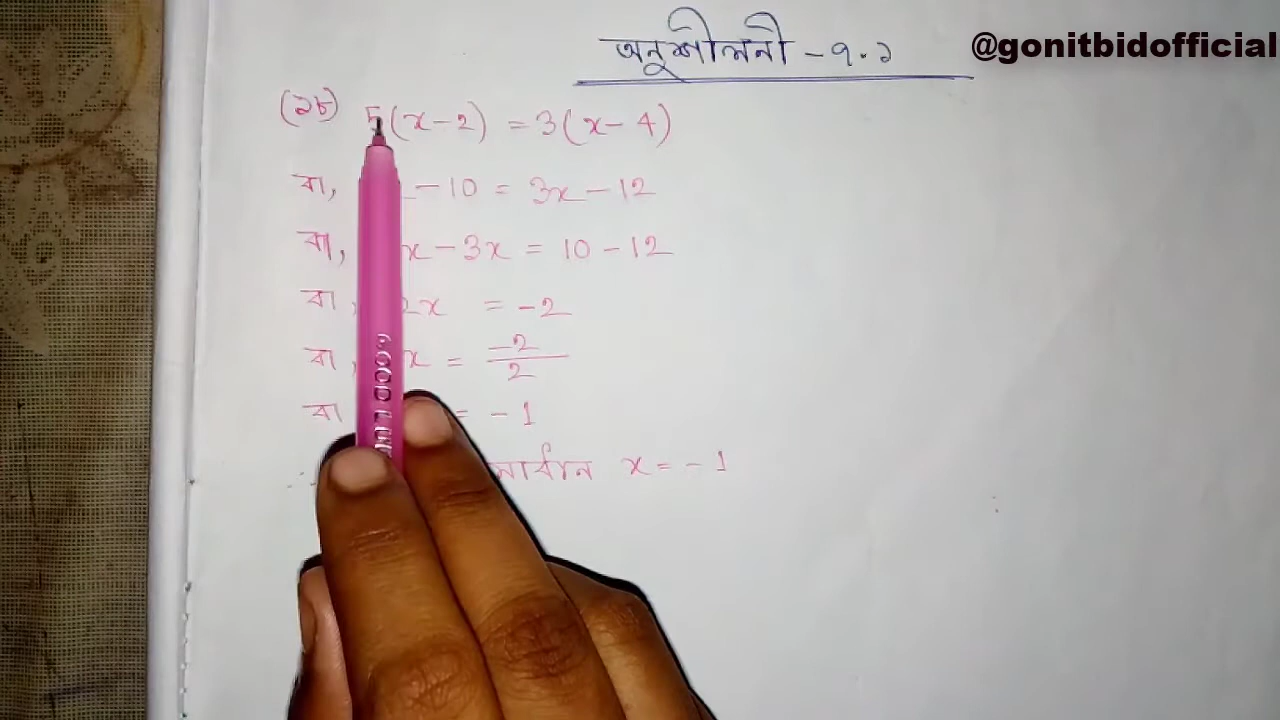 @gonitbidofficial
অনুশীলনী - ৭.১
(১৮) 5(x-2) = 3(x-4)
বা, - 10 = 3x - 12
বা, x - 3x = 10 - 12
বা, 2x = -2
বা, x = -2/2
বা = -1
x = -1